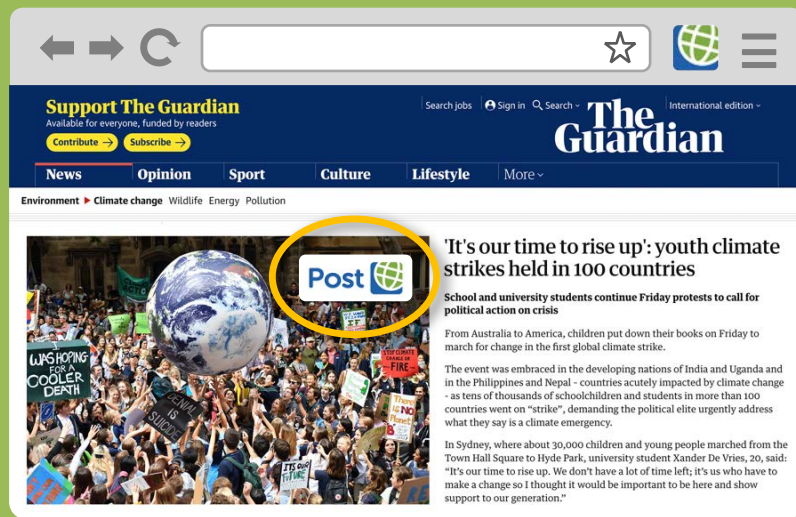 Support The Guardian
Available for everyone, funded by readers
Contribute →
Subscribe →
Search jobs
Sign in
Search
International edition
The
Guardian
News
Opinion
Sport
Culture
Lifestyle
More
Environment
Climate change
Wildlife
Energy
Pollution
Post
I WAS HOPING
FOR A
COOLER
DEATH
DENIAL
IS
SUICIDE
STOP CLIMATE
CHANGE OR
- FIRE -
There
IS NO
Planet
B
ITS OUR
FUTURE
'It's our time to rise up': youth climate
strikes held in 100 countries
School and university students continue Friday protests to call for
political action on crisis
From Australia to America, children put down their books on Friday to
march for change in the first global climate strike.
The event was embraced in the developing nations of India and Uganda and
in the Philippines and Nepal – countries acutely impacted by climate change
- as tens of thousands of schoolchildren and students in more than 100
countries went on “strike”, demanding the political elite urgently address
what they say is a climate emergency.
In Sydney, where about 30,000 children and young people marched from the
Town Hall Square to Hyde Park, university student Xander De Vries, 20, said:
“It's our time to rise up. We don't have a lot of time left; it's us who have to
make a change so I thought it would be important to be here and show
support to our generation.”